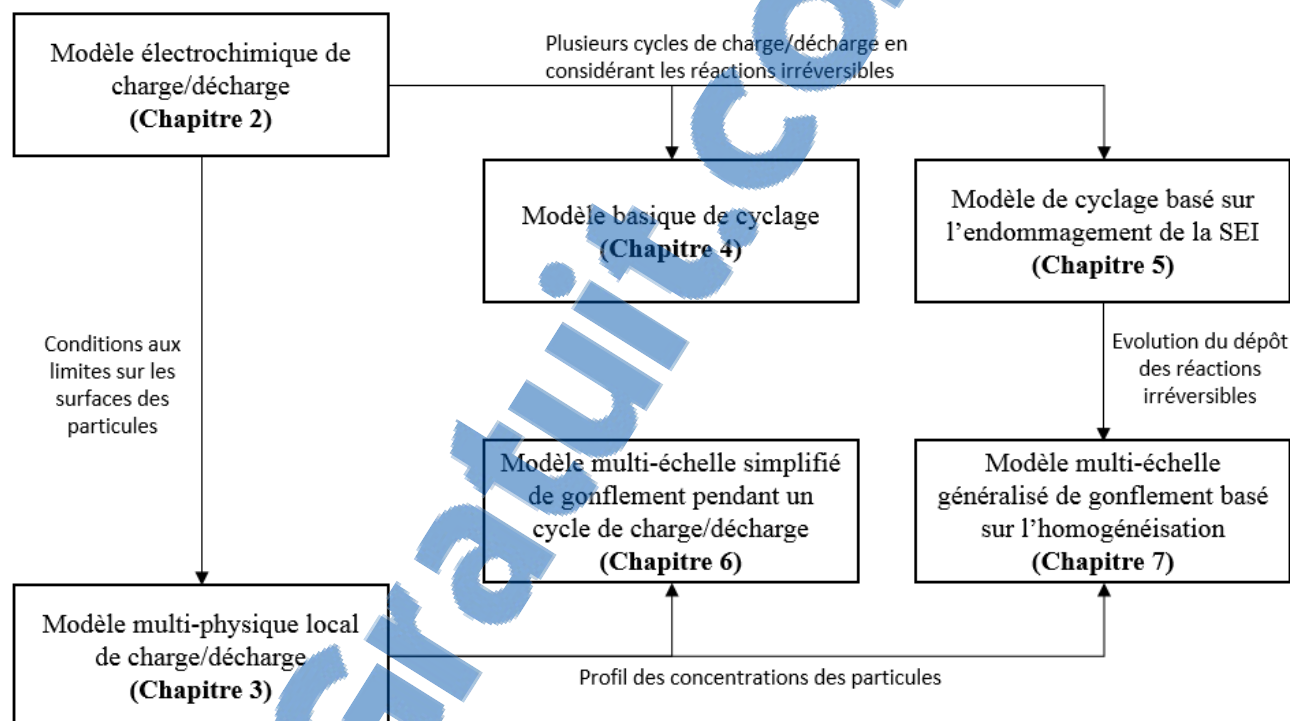 Modèle électrochimique de
charge/décharge
(Chapitre 2)
Plusieurs cycles de charge/décharge en
considérant les réactions irréversibles
Modèle basique de cyclage
(Chapitre 4)
Modèle de cyclage basé sur
l'endommagement de la SEI
(Chapitre 5)
Conditions aux
limites sur les
surfaces des
particules
Evolution du dépôt
des réactions
irréversibles
Modèle multi-échelle simplifié
de gonflement pendant un
cycle de charge/décharge
(Chapitre 6)
Modèle multi-échelle
généralisé de gonflement basé
sur l'homogénéisation
(Chapitre 7)
Modèle multi-physique local
de charge/décharge
(Chapitre 3)
Profil des concentrations des particules
Gratuit.co